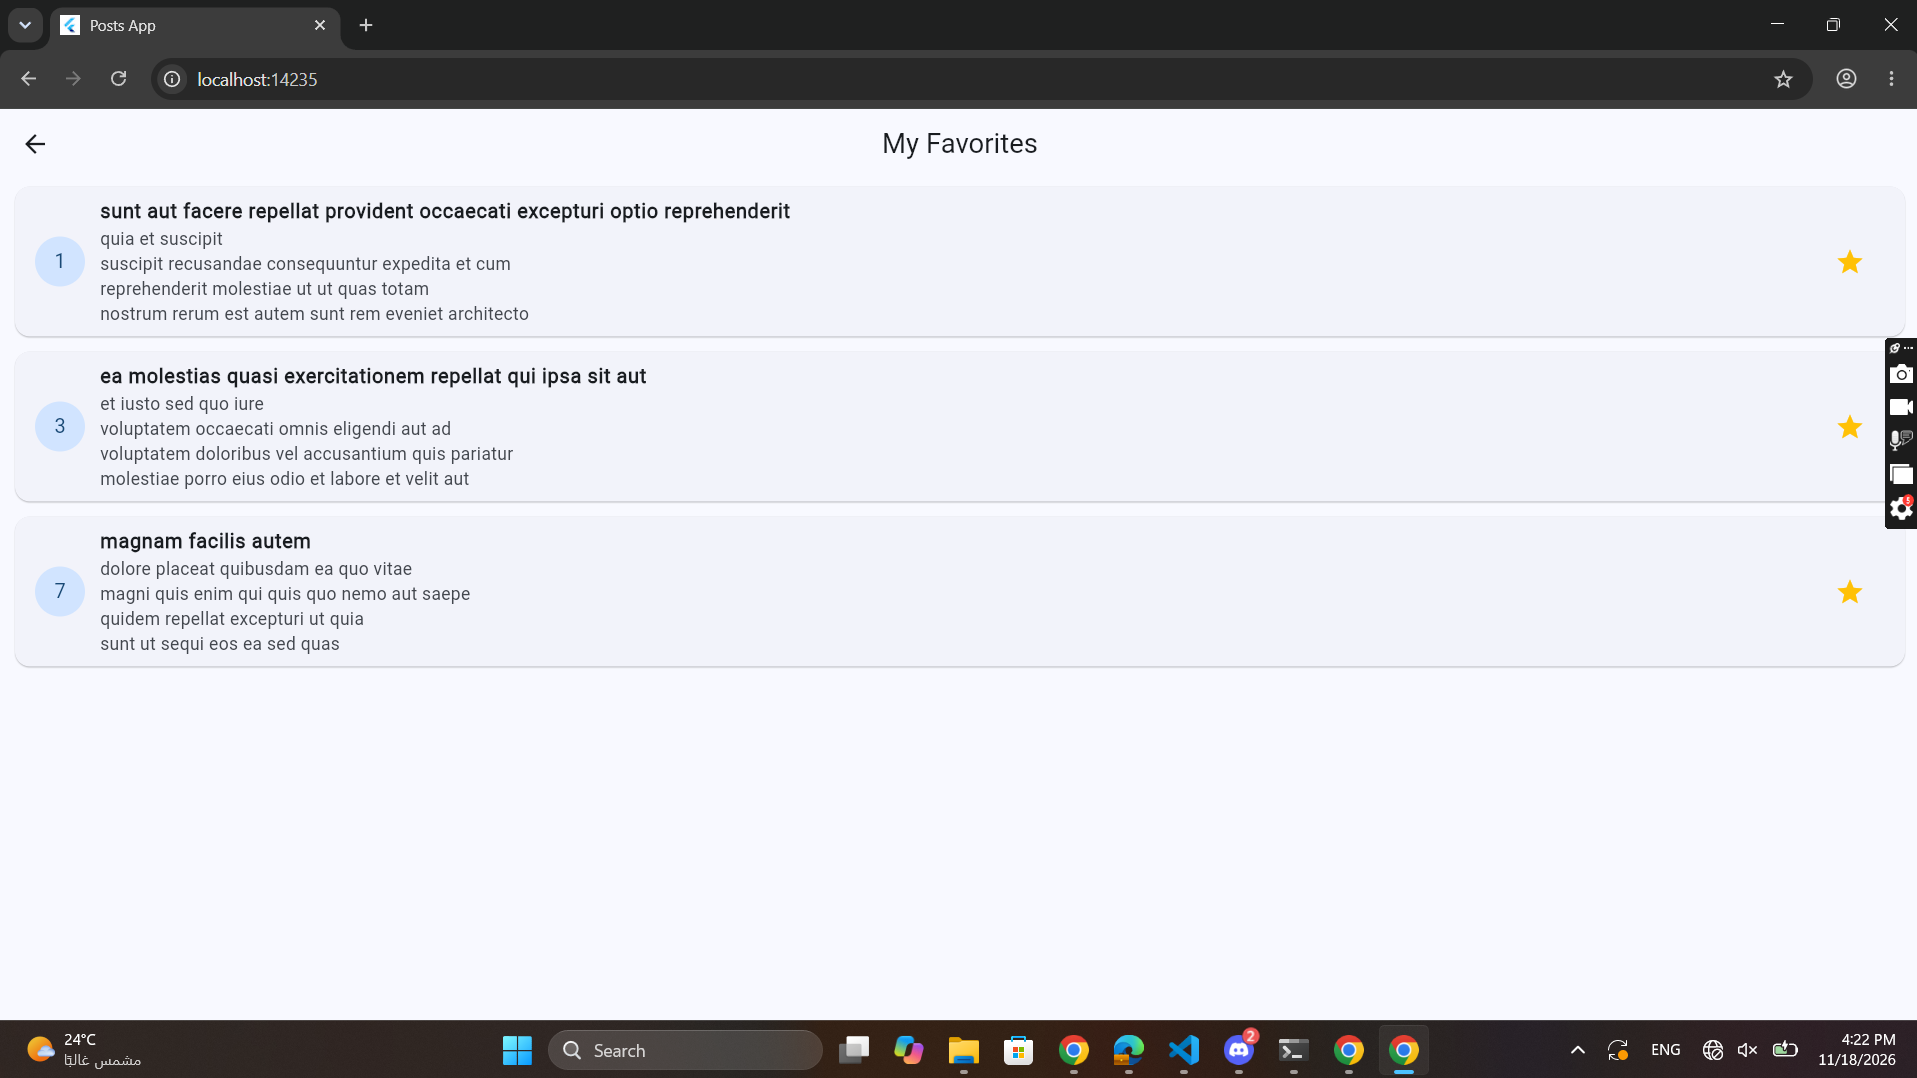 Posts App
localhost:14235
My Favorites
1
sunt aut facere repellat provident occaecati excepturi optio reprehenderit
quia et suscipit
suscipit recusandae consequuntur expedita et cum
reprehenderit molestiae ut ut quas totam
nostrum rerum est autem sunt rem eveniet architecto
3
ea molestias quasi exercitationem repellat qui ipsa sit aut
et iusto sed quo iure
voluptatem occaecati omnis eligendi aut ad
voluptatem doloribus vel accusantium quis pariatur
molestiae porro eius odio et labore et velit aut
7
magnam facilis autem
dolore placeat quibusdam ea quo vitae
magni quis enim qui quis quo nemo aut saepe
quidem repellat excepturi ut quia
sunt ut sequi eos ea sed quas
5
24°C
مشمس غالبًا
Search
2
ENG
4:22 PM
11/18/2026